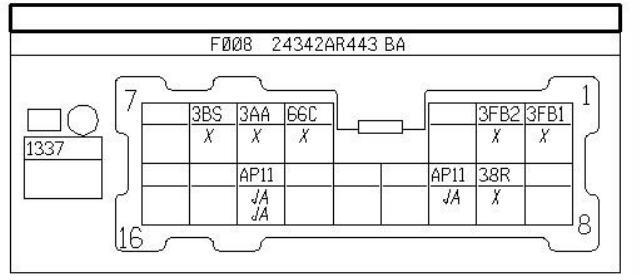 F008 24342AR443 BA
7 1
3BS 3AA 66C 3FB2 3FB1
X X X X X
1337
AP11 AP11 38R
JA JA X
JA
16 8